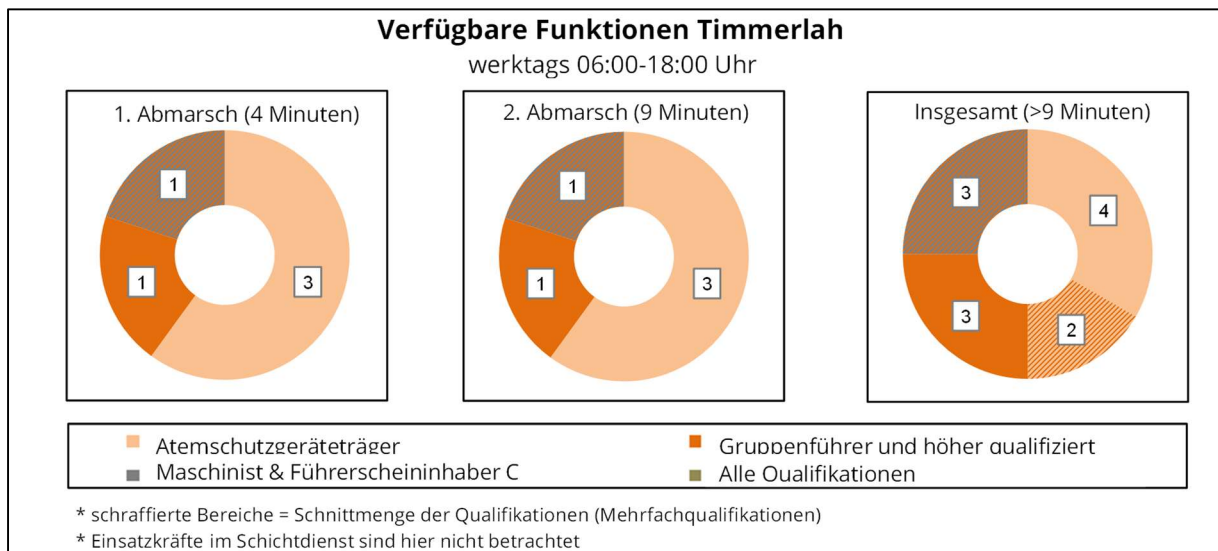 Verfügbare Funktionen Timmerlah
werktags 06:00-18:00 Uhr
1. Abmarsch (4 Minuten)
1
1
3
2. Abmarsch (9 Minuten)
1
1
3
Insgesamt (>9 Minuten)
3
4
3
2
Atemschutzgeräteträger
Gruppenführer und höher qualifiziert
Maschinist & Führerscheininhaber C
Alle Qualifikationen
* schraffierte Bereiche = Schnittmenge der Qualifikationen (Mehrfachqualifikationen)
* Einsatzkräfte im Schichtdienst sind hier nicht betrachtet